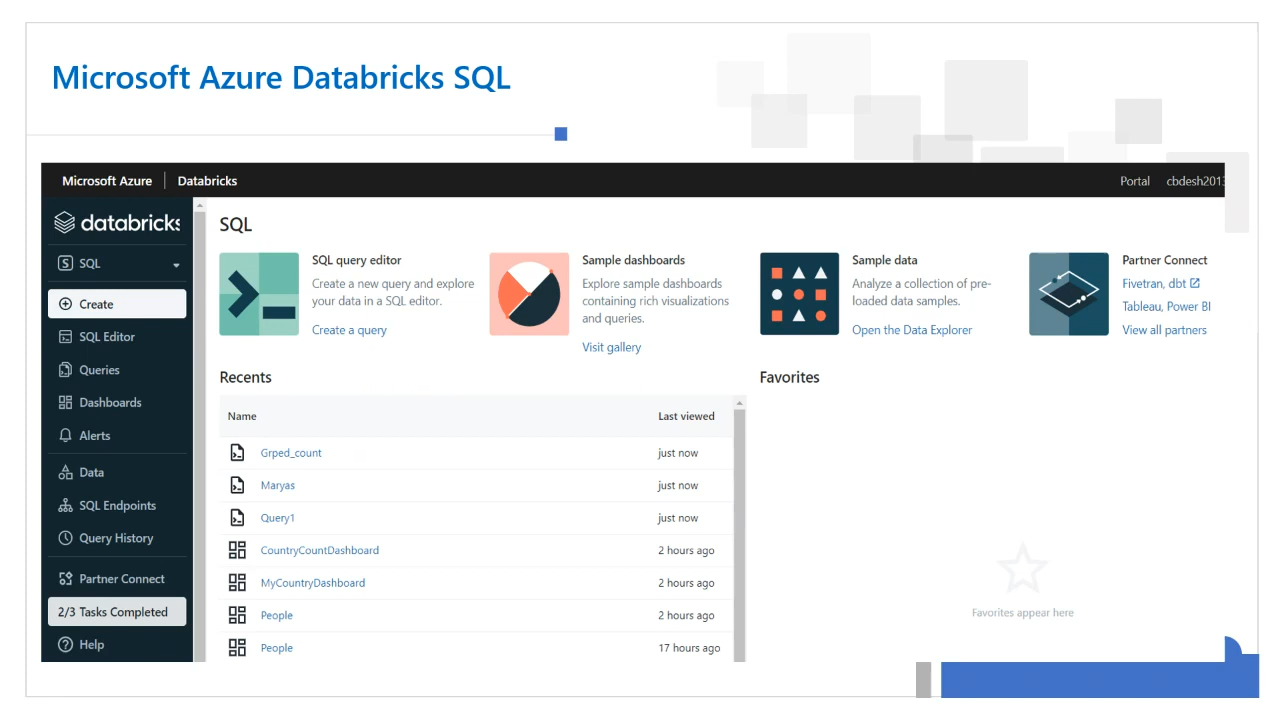 Microsoft Azure Databricks SQL
Microsoft Azure
Databricks
Portal
cbdesh2013
databricks
SQL
Create
SQL Editor
Queries
Dashboards
Alerts
Data
SQL Endpoints
Query History
Partner Connect
2/3 Tasks Completed
Help
SQL
SQL query editor
Create a new query and explore
your data in a SQL editor.
Create a query
Sample dashboards
Explore sample dashboards
containing rich visualizations
and queries.
Visit gallery
Sample data
Analyze a collection of pre-
loaded data samples.
Open the Data Explorer
Partner Connect
Fivetran, dbt
Tableau, Power BI
View all partners
Recents
Name
Last viewed
Grped_count
just now
Maryas
just now
Query1
just now
CountryCountDashboard
2 hours ago
MyCountryDashboard
2 hours ago
People
2 hours ago
People
17 hours ago
Favorites
Favorites appear here